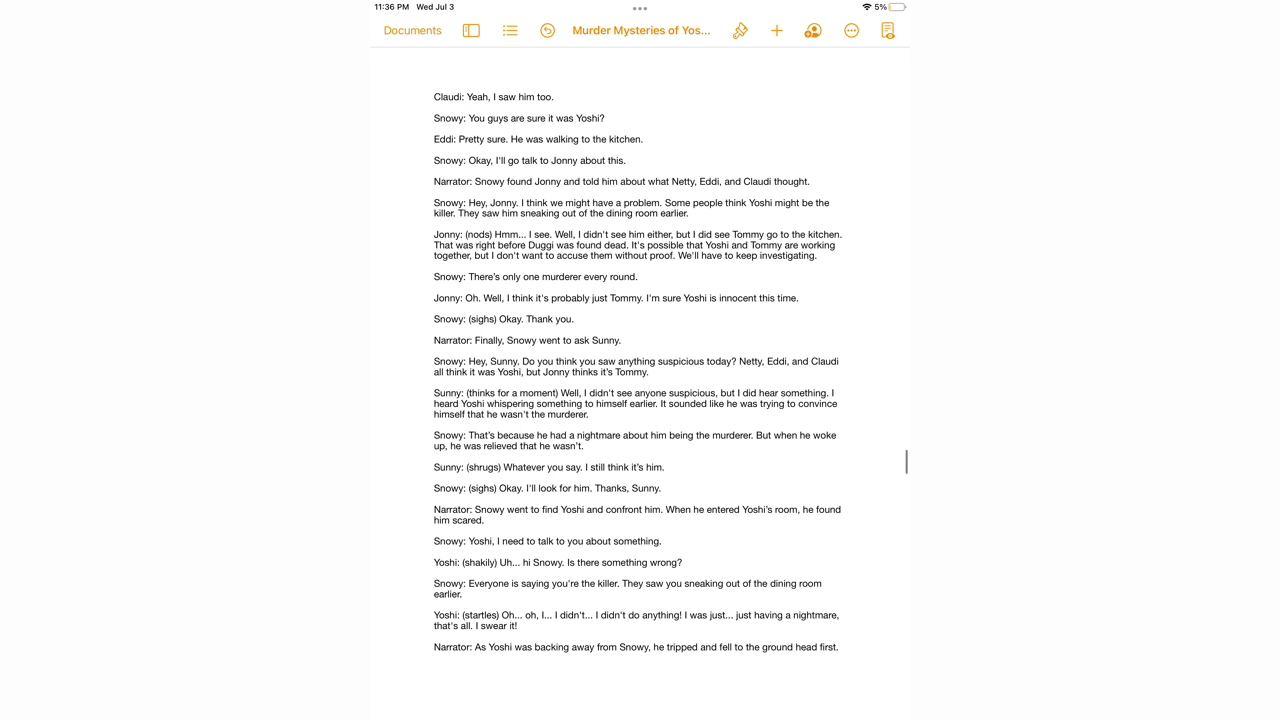 11:36 PM Wed Jul 3
5%
Documents
Murder Mysteries of Yos...
Claudi: Yeah, I saw him too.
Snowy: You guys are sure it was Yoshi?
Eddi: Pretty sure. He was walking to the kitchen.
Snowy: Okay, I'll go talk to Jonny about this.
Narrator: Snowy found Jonny and told him about what Netty, Eddi, and Claudi thought.
Snowy: Hey, Jonny. I think we might have a problem. Some people think Yoshi might be the
killer. They saw him sneaking out of the dining room earlier.
Jonny: (nods) Hmm... I see. Well, I didn't see him either, but I did see Tommy go to the kitchen.
That was right before Duggi was found dead. It's possible that Yoshi and Tommy are working
together, but I don't want to accuse them without proof. We'll have to keep investigating.
Snowy: There's only one murderer every round.
Jonny: Oh. Well, I think it's probably just Tommy. I'm sure Yoshi is innocent this time.
Snowy: (sighs) Okay. Thank you.
Narrator: Finally, Snowy went to ask Sunny.
Snowy: Hey, Sunny. Do you think you saw anything suspicious today? Netty, Eddi, and Claudi
all think it was Yoshi, but Jonny thinks it's Tommy.
Sunny: (thinks for a moment) Well, I didn't see anyone suspicious, but I did hear something. I
heard Yoshi whispering something to himself earlier. It sounded like he was trying to convince
himself that he wasn't the murderer.
Snowy: That's because he had a nightmare about him being the murderer. But when he woke
up, he was relieved that he wasn't.
Sunny: (shrugs) Whatever you say. I still think it's him.
Snowy: (sighs) Okay. I'll look for him. Thanks, Sunny.
Narrator: Snowy went to find Yoshi and confront him. When he entered Yoshi's room, he found
him scared.
Snowy: Yoshi, I need to talk to you about something.
Yoshi: (shakily) Uh... hi Snowy. Is there something wrong?
Snowy: Everyone is saying you're the killer. They saw you sneaking out of the dining room
earlier.
Yoshi: (startles) Oh... oh, I... I didn't... I didn't do anything! I was just... just having a nightmare,
that's all. I swear it!
Narrator: As Yoshi was backing away from Snowy, he tripped and fell to the ground head first.